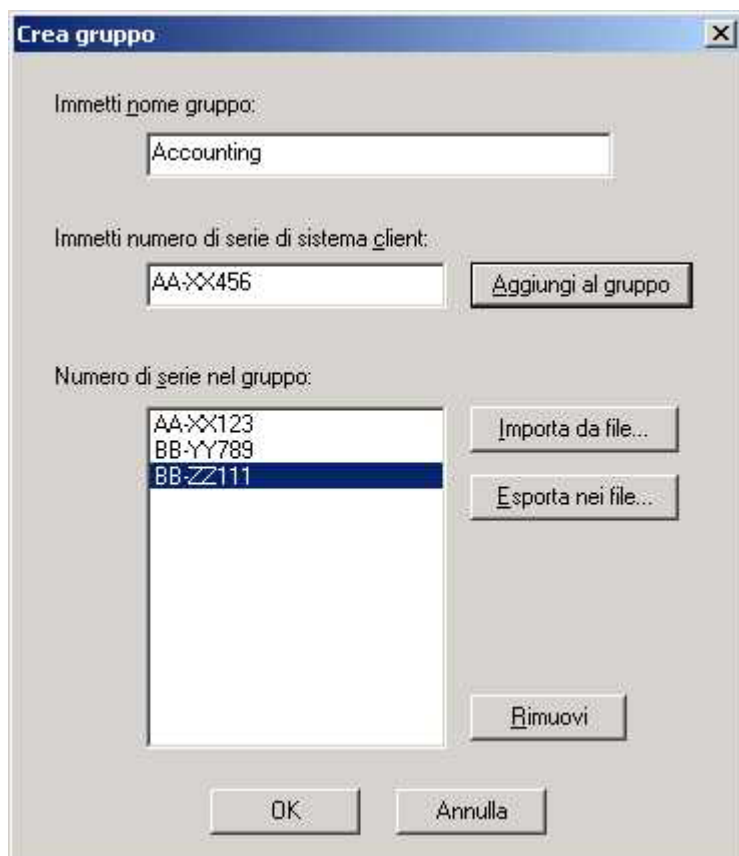 Crea gruppo
Immetti nome gruppo:
Accounting
Immetti numero di serie di sistema client:
AA-XX456
Aggiungi al gruppo
Numero di serie nel gruppo:
AA-XX123
BB-YY789
BB-ZZ111
Importa da file...
Esporta nei file...
Rimuovi
OK
Annulla